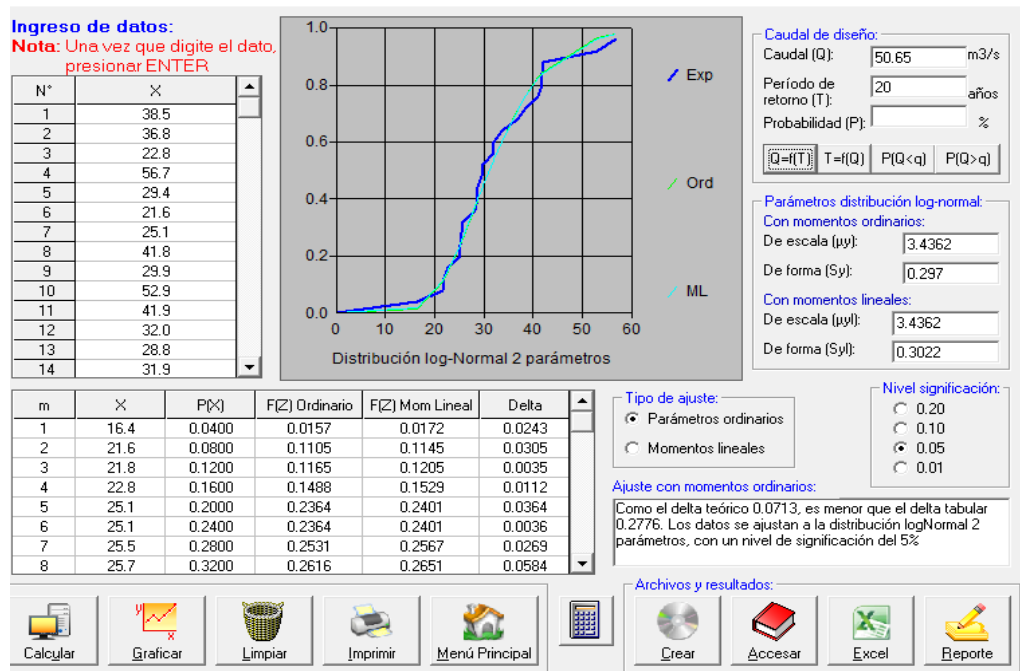 Ingreso de datos:
Nota: Una vez que digite el dato,
presionar ENTER
N° X
1 38.5
2 36.8
3 22.8
4 56.7
5 29.4
6 21.6
7 25.1
8 41.8
9 29.9
10 52.9
11 41.9
12 32.0
13 28.8
14 31.9
1.0
0.8
0.6
0.4
0.2
0.0
0 10 20 30 40 50 60
Distribución log-Normal 2 parámetros
Exp
Ord
ML
Caudal de diseño:
Caudal (Q): 50.65 m3/s
Período de
retorno (T): 20 años
Probabilidad (P): %
Q=f(T) T=f(Q) P(Q<q) P(Q>q)
Parámetros distribución log-normal:
Con momentos ordinarios:
De escala (μy): 3.4362
De forma (Sy): 0.297
Con momentos lineales:
De escala (μyl): 3.4362
De forma (Syl): 0.3022
m X P(X) F(Z) Ordinario F(Z) Mom Lineal Delta
1 16.4 0.0400 0.0157 0.0172 0.0243
2 21.6 0.0800 0.1105 0.1145 0.0305
3 21.8 0.1200 0.1165 0.1205 0.0035
4 22.8 0.1600 0.1488 0.1529 0.0112
5 25.1 0.2000 0.2364 0.2401 0.0364
6 25.1 0.2400 0.2364 0.2401 0.0036
7 25.5 0.2800 0.2531 0.2567 0.0269
8 25.7 0.3200 0.2616 0.2651 0.0584
Tipo de ajuste:
Parámetros ordinarios
Momentos lineales
Nivel significación:
0.20
0.10
0.05
0.01
Ajuste con momentos ordinarios:
Como el delta teórico 0.0713, es menor que el delta tabular
0.2776. Los datos se ajustan a la distribución logNormal 2
parámetros, con un nivel de significación del 5%
Calcular Graficar Limpiar Imprimir Menú Principal
Archivos y resultados:
Crear Accesar Excel Reporte